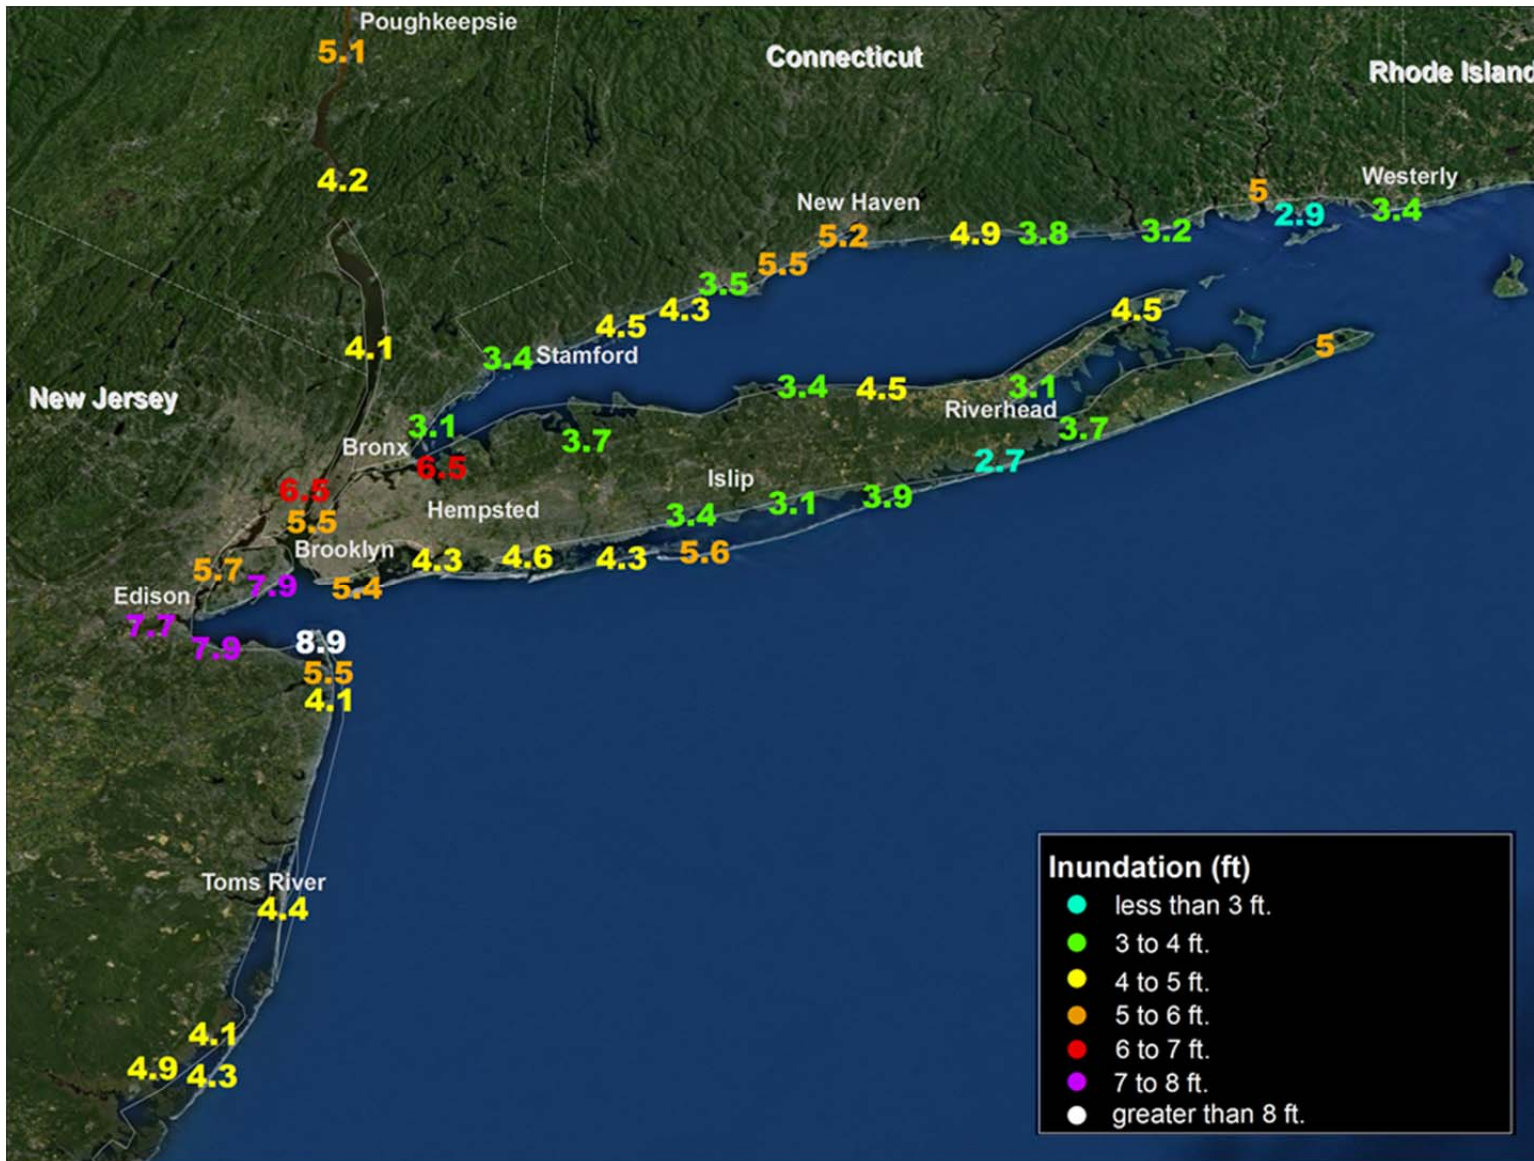 Poughkeepsie
5.1
Connecticut
Rhode Island
4.2
Westerly
5
2.9
3.4
New Haven
5.2
4.9
3.8
3.2
5.5
3.5
4.3
4.5
4.5
4.1
3.4
Stamford
5
New Jersey
3.4
4.5
3.1
Riverhead
3.1
Bronx
3.7
3.7
6.5
2.7
Islip
6.5
3.9
3.1
5.5
Hempsted
3.4
Brooklyn
4.3
4.6
4.3
5.6
5.7
7.9
5.4
Edison
7.7
7.9
8.9
5.5
4.1
Toms River
4.4
4.1
4.9
4.3
Inundation (ft)
less than 3 ft.
3 to 4 ft.
4 to 5 ft.
5 to 6 ft.
6 to 7 ft.
7 to 8 ft.
greater than 8 ft.